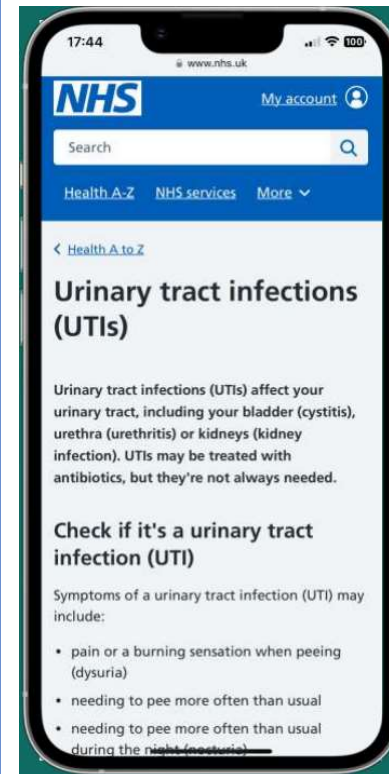 17:44
100
www.nhs.uk
NHS
My account
Search
Health A-Z NHS services More
Health A to Z
Urinary tract infections
(UTIs)
Urinary tract infections (UTIs) affect your
urinary tract, including your bladder (cystitis),
urethra (urethritis) or kidneys (kidney
infection). UTIs may be treated with
antibiotics, but they're not always needed.
Check if it's a urinary tract
infection (UTI)
Symptoms of a urinary tract infection (UTI) may
include:
• pain or a burning sensation when peeing
(dysuria)
• needing to pee more often than usual
• needing to pee more often than usual
during the night (nocturia)